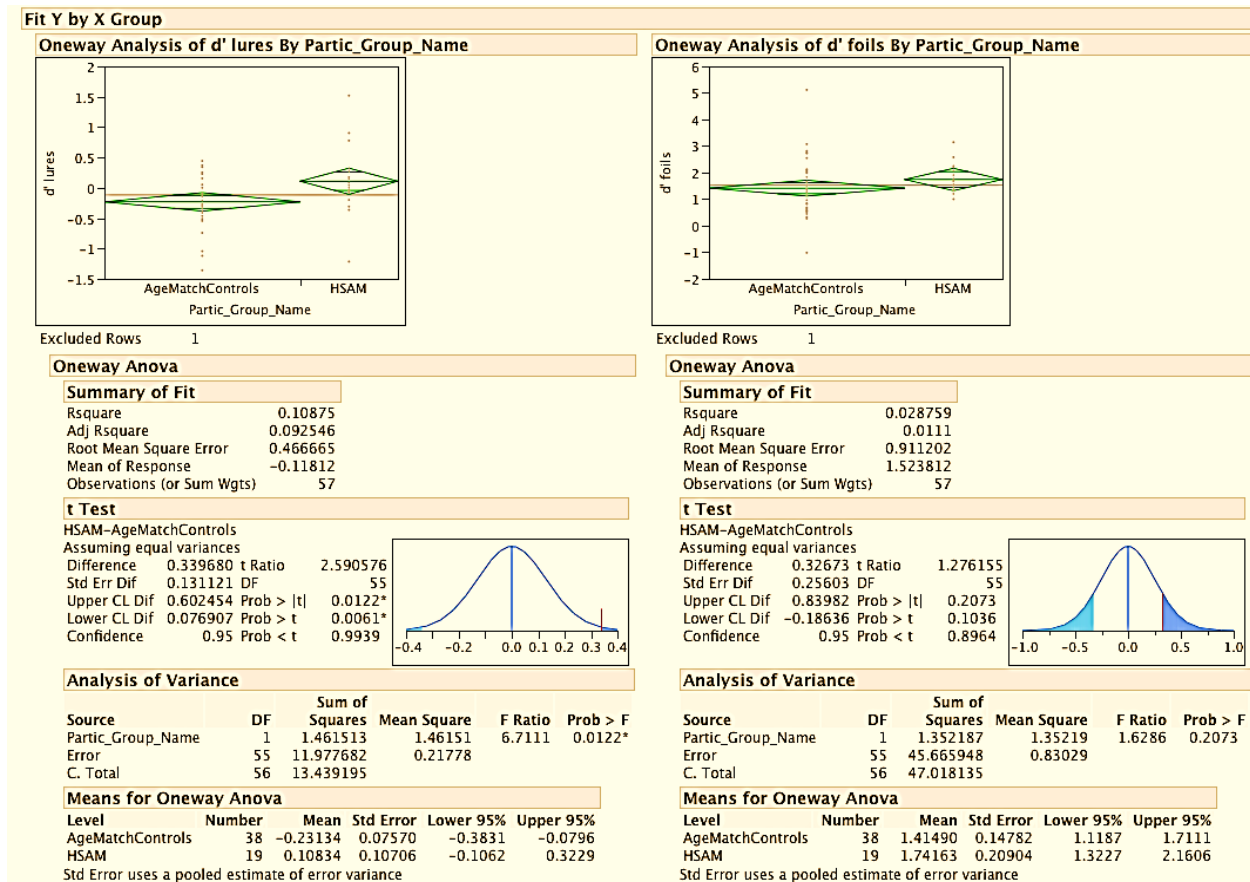 Fit Y by X Group
Oneway Analysis of d' lures By Partic_Group_Name
2
1.5
1
0.5
0
-0.5
-1
-1.5
d' lures
AgeMatchControls HSAM
Partic_Group_Name
Excluded Rows 1
Oneway Anova
Summary of Fit
Rsquare 0.10875
Adj Rsquare 0.092546
Root Mean Square Error 0.466665
Mean of Response -0.11812
Observations (or Sum Wgts) 57
t Test
HSAM-AgeMatchControls
Assuming equal variances
Difference 0.339680 t Ratio 2.590576
Std Err Dif 0.131121 DF 55
Upper CL Dif 0.602454 Prob > |t| 0.0122*
Lower CL Dif 0.076907 Prob > t 0.0061*
Confidence 0.95 Prob < t 0.9939
-0.4 -0.2 0.0 0.1 0.2 0.3 0.4
Analysis of Variance
Sum of
Source DF Squares Mean Square F Ratio Prob > F
Partic_Group_Name 1 1.461513 1.46151 6.7111 0.0122*
Error 55 11.977682 0.21778
C. Total 56 13.439195
Means for Oneway Anova
Level Number Mean Std Error Lower 95% Upper 95%
AgeMatchControls 38 -0.23134 0.07570 -0.3831 -0.0796
HSAM 19 0.10834 0.10706 -0.1062 0.3229
Std Error uses a pooled estimate of error variance
Oneway Analysis of d' foils By Partic_Group_Name
6
5
4
3
2
1
0
-1
-2
d' foils
AgeMatchControls HSAM
Partic_Group_Name
Excluded Rows 1
Oneway Anova
Summary of Fit
Rsquare 0.028759
Adj Rsquare 0.0111
Root Mean Square Error 0.911202
Mean of Response 1.523812
Observations (or Sum Wgts) 57
t Test
HSAM-AgeMatchControls
Assuming equal variances
Difference 0.32673 t Ratio 1.276155
Std Err Dif 0.25603 DF 55
Upper CL Dif 0.83982 Prob > |t| 0.2073
Lower CL Dif -0.18636 Prob > t 0.1036
Confidence 0.95 Prob < t 0.8964
-1.0 -0.5 0.0 0.5 1.0
Analysis of Variance
Sum of
Source DF Squares Mean Square F Ratio Prob > F
Partic_Group_Name 1 1.352187 1.35219 1.6286 0.2073
Error 55 45.665948 0.83029
C. Total 56 47.018135
Means for Oneway Anova
Level Number Mean Std Error Lower 95% Upper 95%
AgeMatchControls 38 1.41490 0.14782 1.1187 1.7111
HSAM 19 1.74163 0.20904 1.3227 2.1606
Std Error uses a pooled estimate of error variance